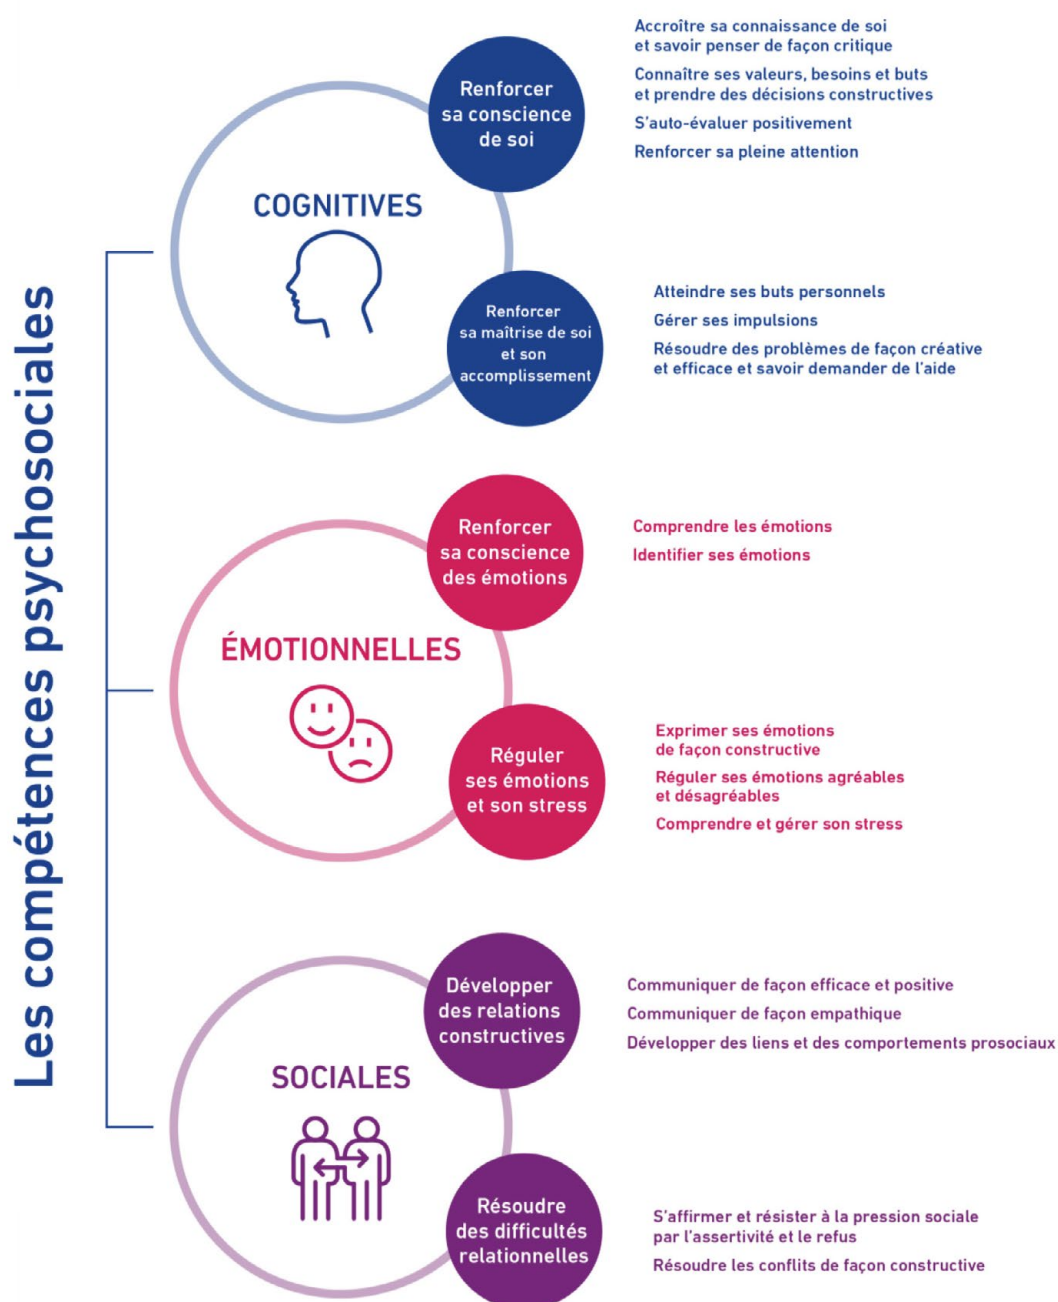 Les compétences psychosociales
COGNITIVES
Renforcer
sa conscience
de soi
Accroître sa connaissance de soi
et savoir penser de façon critique
Connaître ses valeurs, besoins et buts
et prendre des décisions constructives
S'auto-évaluer positivement
Renforcer sa pleine attention
Renforcer
sa maîtrise de soi
et son
accomplissement
Atteindre ses buts personnels
Gérer ses impulsions
Résoudre des problèmes de façon créative
et efficace et savoir demander de l'aide
ÉMOTIONNELLES
Renforcer
sa conscience
des émotions
Comprendre les émotions
Identifier ses émotions
Réguler
ses émotions
et son stress
Exprimer ses émotions
de façon constructive
Réguler ses émotions agréables
et désagréables
Comprendre et gérer son stress
SOCIALES
Développer
des relations
constructives
Communiquer de façon efficace et positive
Communiquer de façon empathique
Développer des liens et des comportements prosociaux
Résoudre
des difficultés
relationnelles
S'affirmer et résister à la pression sociale
par l'assertivité et le refus
Résoudre les conflits de façon constructive